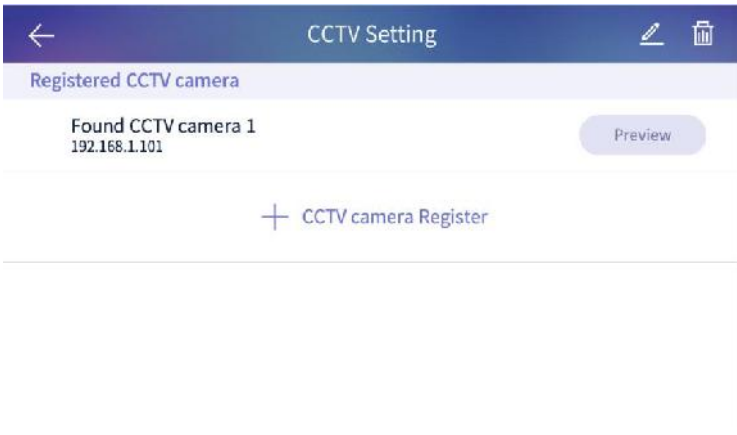 CCTV Setting
Registered CCTV camera
Found CCTV camera 1
192.168.1.101
Preview
CCTV camera Register